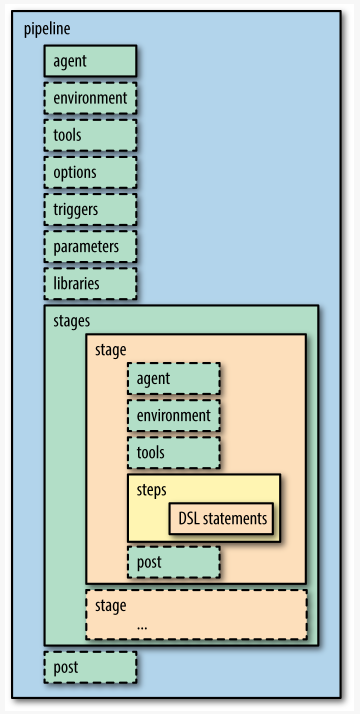 pipeline
agent
environment
tools
options
triggers
parameters
libraries
stages
stage
agent
environment
tools
steps
DSL statements
post
stage
...
post